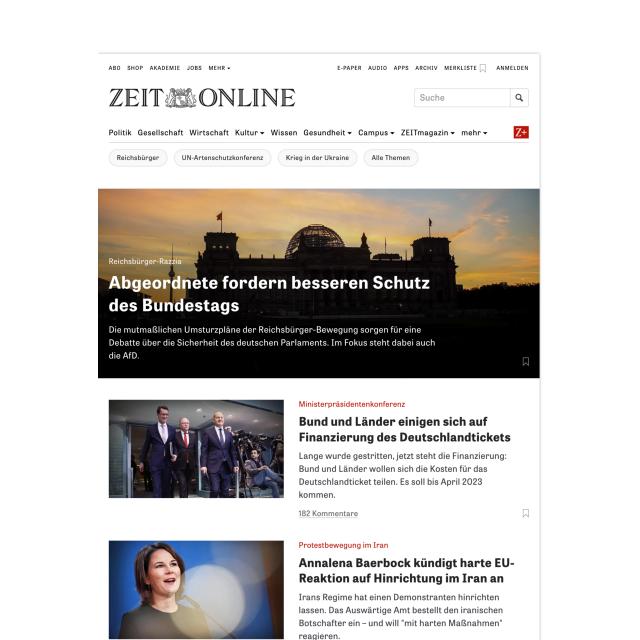 ABO SHOP AKADEMIE JOBS MEHR
E-PAPER AUDIO APPS ARCHIV MERKLISTE ANMELDEN
ZEIT ONLINE
Suche
Politik Gesellschaft Wirtschaft Kultur Wissen Gesundheit Campus ZEITmagazin mehr Z+
Reichsbürger UN-Artenschutzkonferenz Krieg in der Ukraine Alle Themen
Reichsbürger-Razzia
Abgeordnete fordern besseren Schutz
des Bundestags
Die mutmaßlichen Umsturzpläne der Reichsbürger-Bewegung sorgen für eine
Debatte über die Sicherheit des deutschen Parlaments. Im Fokus steht dabei auch
die AfD.
Ministerpräsidentenkonferenz
Bund und Länder einigen sich auf
Finanzierung des Deutschlandtickets
Lange wurde gestritten, jetzt steht die Finanzierung:
Bund und Länder wollen sich die Kosten für das
Deutschlandticket teilen. Es soll bis April 2023
kommen.
182 Kommentare
Protestbewegung im Iran
Annalena Baerbock kündigt harte EU-
Reaktion auf Hinrichtung im Iran an
Irans Regime hat einen Demonstranten hinrichten
lassen. Das Auswärtige Amt bestellt den iranischen
Botschafter ein – und will "mit harten Maßnahmen"
reagieren.